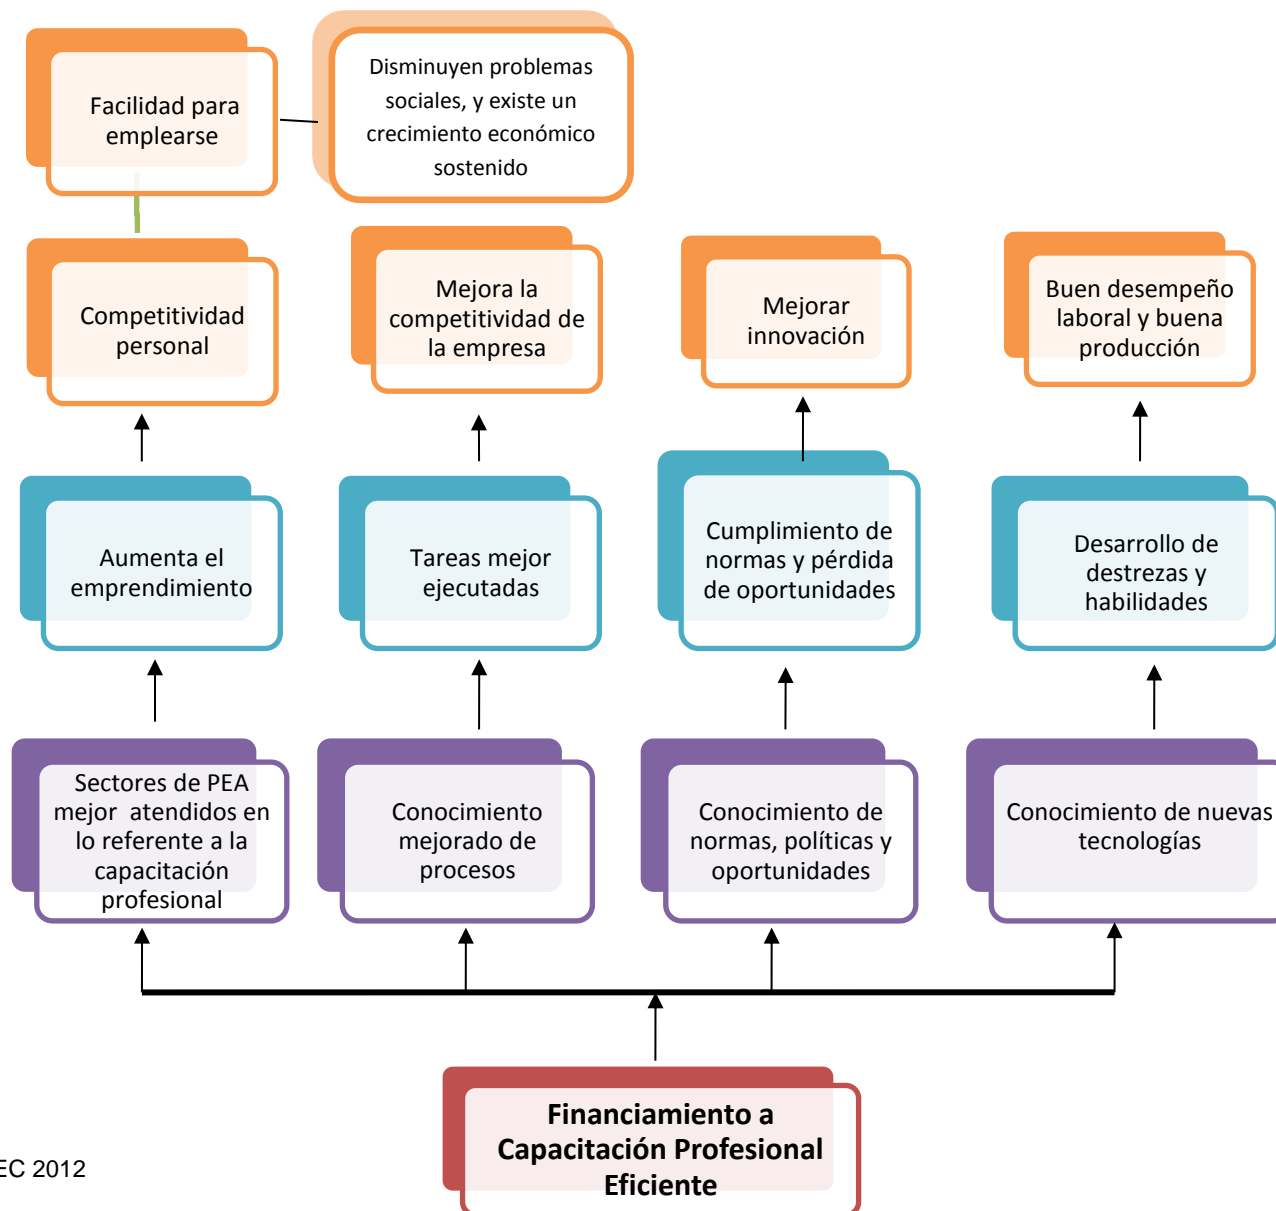 Facilidad para
emplearse
Disminuyen problemas
sociales, y existe un
crecimiento económico
sostenido
Competitividad
personal
Mejora la
competitividad de
la empresa
Mejorar
innovación
Buen desempeño
laboral y buena
producción
Aumenta el
emprendimiento
Tareas mejor
ejecutadas
Cumplimiento de
normas y pérdida
de oportunidades
Desarrollo de
destrezas y
habilidades
Sectores de PEA
mejor atendidos en
lo referente a la
capacitación
profesional
Conocimiento
mejorado de
procesos
Conocimiento de
normas, políticas y
oportunidades
Conocimiento de nuevas
tecnologías
Financiamiento a
Capacitación Profesional
Eficiente
EC 2012